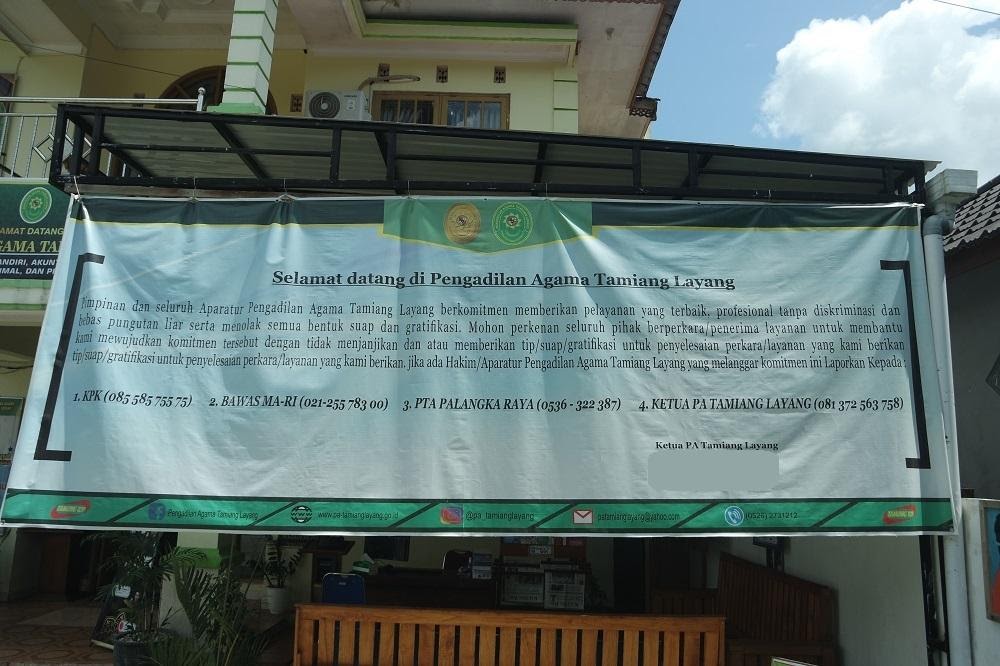 AMAT DATANG
GAMA TA
ANDIRI, AKUN
IMAL, DAN P
Selamat datang di Pengadilan Agama Tamiang Layang
Pimpinan dan seluruh Aparatur Pengadilan Agama Tamiang Layang berkomitmen memberikan pelayanan yang terbaik, profesional tanpa diskriminasi dan
bebas pungutan liar serta menolak semua bentuk suap dan gratifikasi. Mohon perkenan seluruh pihak berperkara/penerima layanan untuk membantu
kami mewujudkan komitmen tersebut dengan tidak menjanjikan dan atau memberikan tip/suap/gratifikasi untuk penyelesaian perkara/layanan yang kami berikan
tip/suap/gratifikasi untuk penyelesaian perkara/layanan yang kami berikan. jika ada Hakim/Aparatur Pengadilan Agama Tamiang Layang yang melanggar komitmen ini Laporkan Kepada :
1. KPK (085 585 755 75) 2. BAWAS MA-RI (021-255 783 00) 3. PTA PALANGKA RAYA (0536 - 322 387) 4. KETUA PA TAMIANG LAYANG (081 372 563 758)
Ketua PA Tamiang Layang
Pengadilan Agama Tamiang Layang www.pa-tamianglayang.go.id @pa_tamianglayang patamianglayang@yahoo.com (0526) 2731212